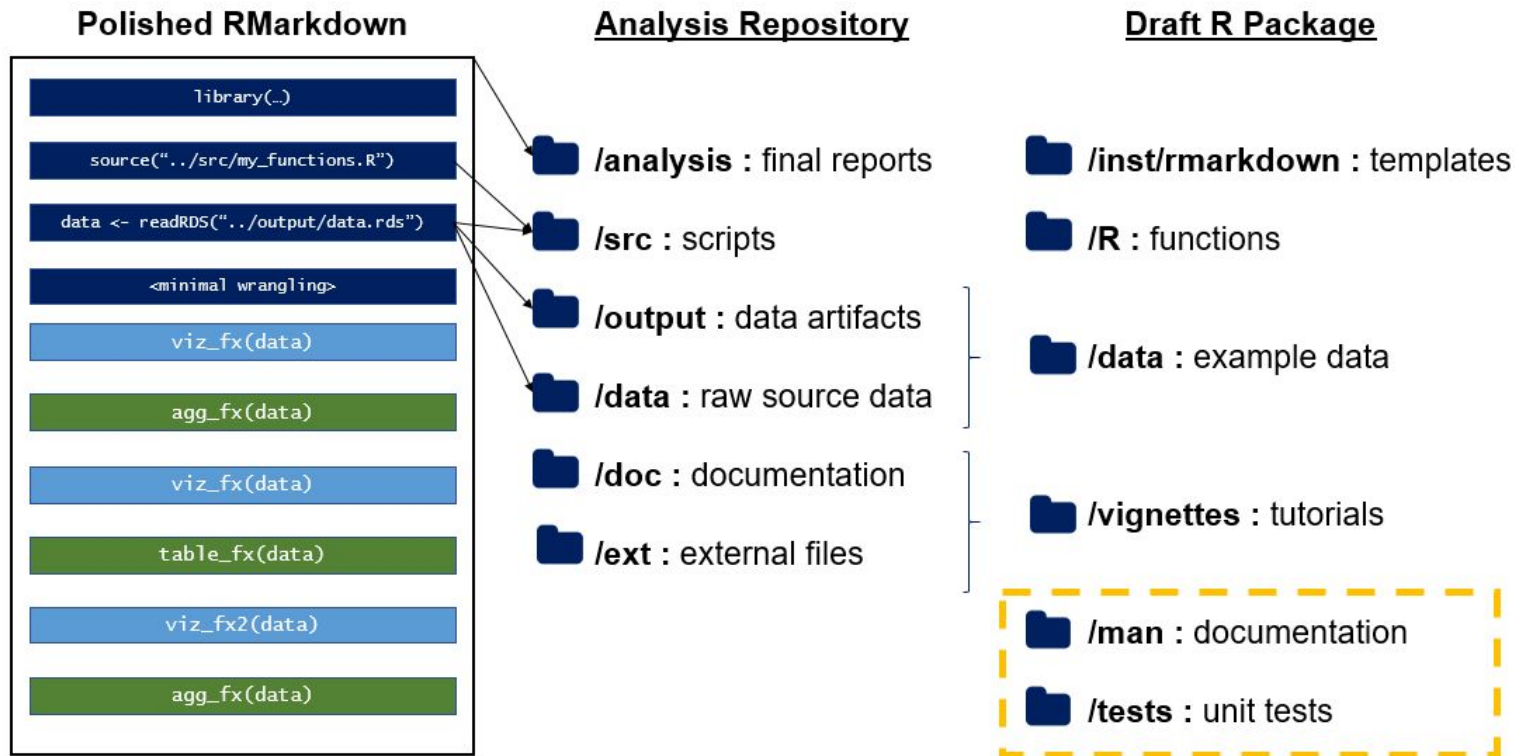 Polished RMarkdown
library(…)
source(“../src/my_functions.R”)
data <- readRDS(“../output/data.rds”)
<minimal wrangling>
viz_fx(data)
agg_fx(data)
viz_fx(data)
table_fx(data)
viz_fx2(data)
agg_fx(data)
Analysis Repository
/analysis : final reports
/src : scripts
/output : data artifacts
/data : raw source data
/doc : documentation
/ext : external files
Draft R Package
/inst/rmarkdown : templates
/R : functions
/data : example data
/vignettes : tutorials
/man : documentation
/tests : unit tests